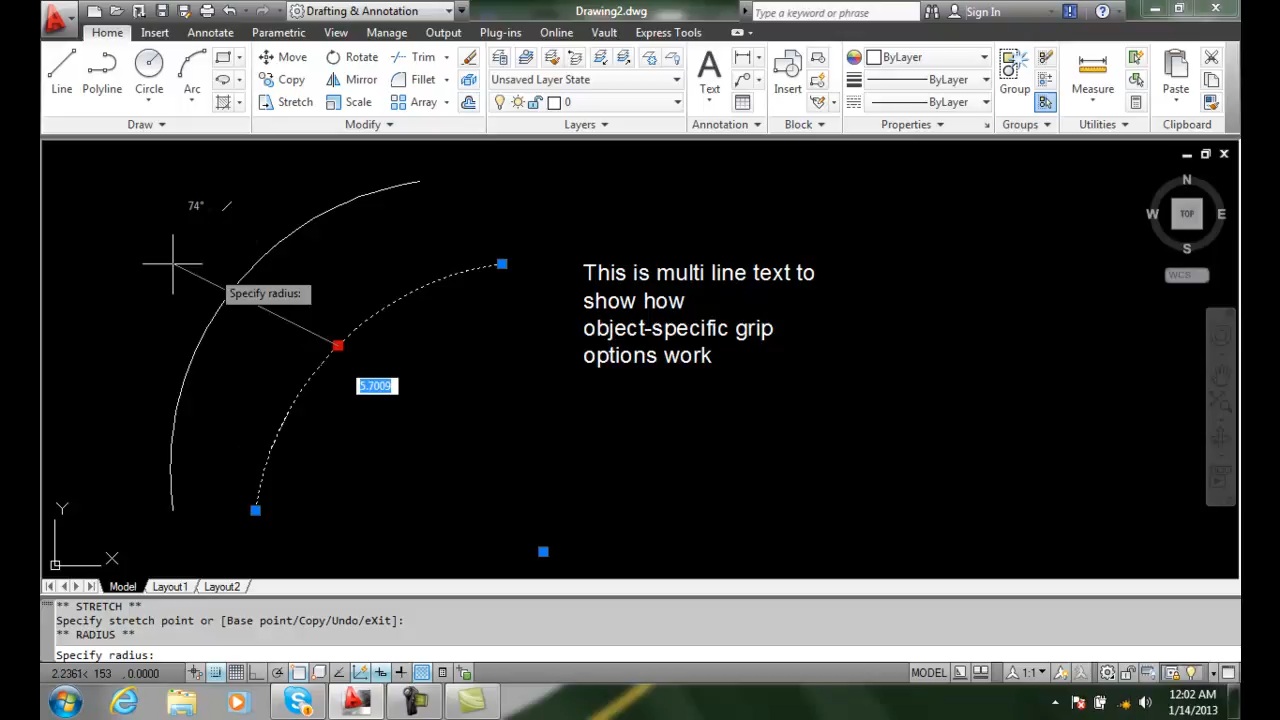 Drafting & Annotation
Drawing2.dwg
Type a keyword or phrase
Sign In
Home Insert Annotate Parametric View Manage Output Plug-ins Online Vault Express Tools
Line
Polyline
Circle
Arc
Move
Rotate
Trim
Copy
Mirror
Fillet
Stretch
Scale
Array
Unsaved Layer State
0
Text
Insert
ByLayer
ByLayer
ByLayer
Group
Measure
Paste
Draw
Modify
Layers
Annotation
Block
Properties
Groups
Utilities
Clipboard
74°
Specify radius:
5.7009
This is multi line text to
show how
object-specific grip
options work
N
W
TOP
E
S
WCS
Y
X
Model Layout1 Layout2
** STRETCH **
Specify stretch point or [Base point/Copy/Undo/eXit]:
** RADIUS **
Specify radius:
2.2361< 153 , 0.0000
MODEL
1:1
12:02 AM
1/14/2013